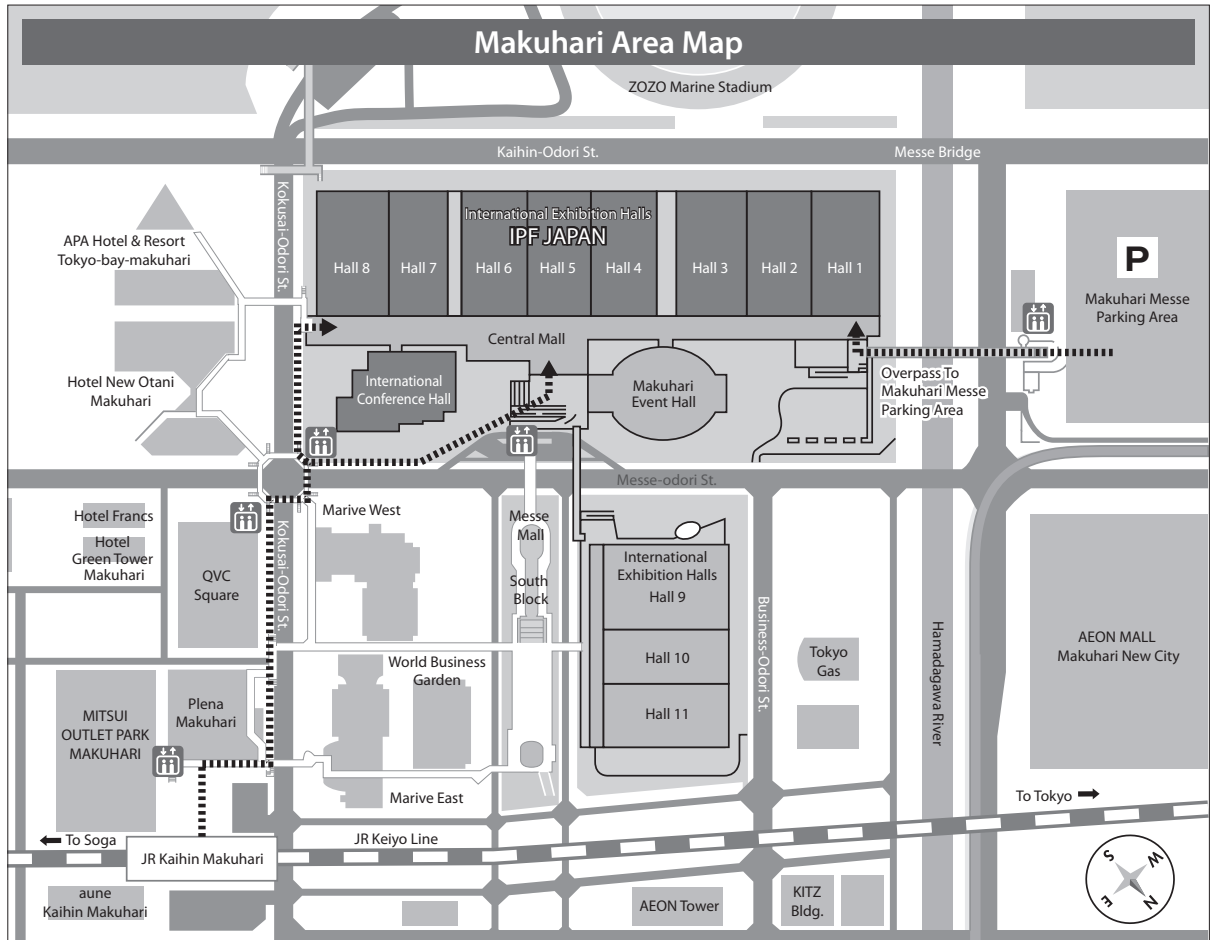 Makuhari Area Map
ZOZO Marine Stadium
Kaihin-Odori St.
Messe Bridge
Kokusai-Odori St.
International Exhibition Halls
IPF JAPAN
APA Hotel & Resort
Tokyo-bay-makuhari
Hall 8
Hall 7
Hall 6
Hall 5
Hall 4
Hall 3
Hall 2
Hall 1
P
Makuhari Messe
Parking Area
Central Mall
Hotel New Otani
Makuhari
International
Conference Hall
Makuhari
Event Hall
Overpass To
Makuhari Messe
Parking Area
Messe-odori St.
Hotel Francs
Hotel
Green Tower
Makuhari
QVC
Square
Kokusai-Odori St.
Marive West
Messe
Mall
South
Block
International
Exhibition Halls
Hall 9
Hall 10
Hall 11
Business-Odori St.
Tokyo
Gas
Hamadagawa River
AEON MALL
Makuhari New City
World Business
Garden
MITSUI
OUTLET PARK
MAKUHARI
Plena
Makuhari
Marive East
To Tokyo
To Soga
JR Kaihin Makuhari
JR Keiyo Line
aune
Kaihin Makuhari
AEON Tower
KITZ
Bldg.
S
W
E
N